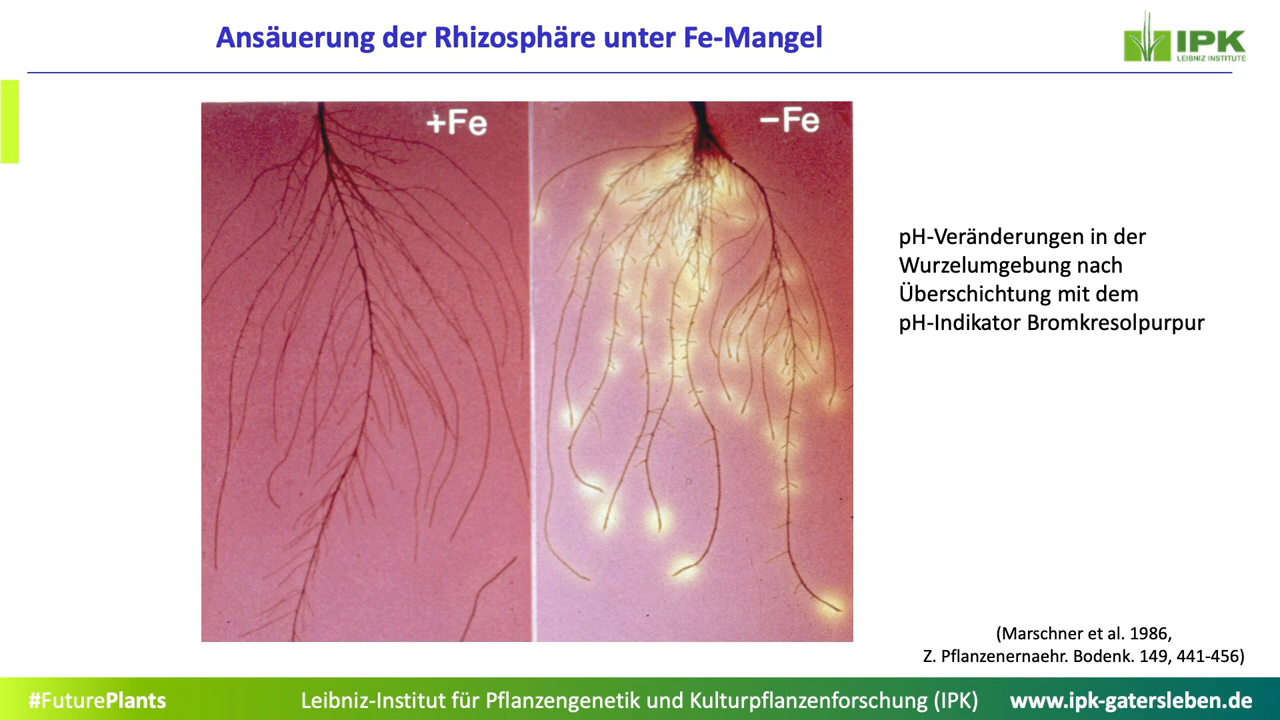 Ansäuerung der Rhizosphäre unter Fe-Mangel
IPK
LEIBNIZ INSTITUTE
+Fe
−Fe
pH-Veränderungen in der
Wurzelumgebung nach
Überschichtung mit dem
pH-Indikator Bromkresolpurpur
(Marschner et al. 1986,
Z. Pflanzenernaehr. Bodenk. 149, 441-456)
#FuturePlants
Leibniz-Institut für Pflanzengenetik und Kulturpflanzenforschung (IPK)
www.ipk-gatersleben.de